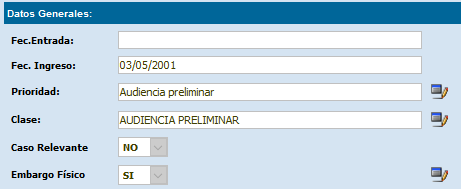 Datos Generales:
Fec.Entrada:
Fec. Ingreso: 03/05/2001
Prioridad: Audiencia preliminar
Clase: AUDIENCIA PRELIMINAR
Caso Relevante NO
Embargo Físico SI